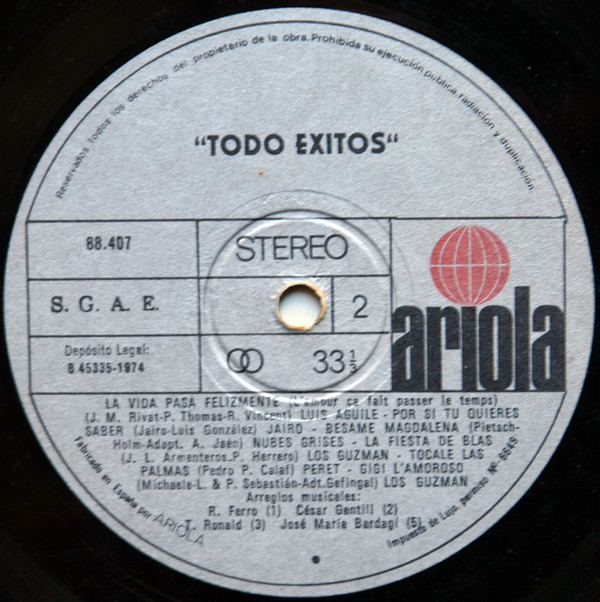 Reservados todos los derechos del propietario de la obra. Prohibida su ejecución pública, radiación y duplicación.
“TODO EXITOS“
88.407
STEREO
S. G. A. E.
2
ariola
Depósito Legal:
B 45335-1974
33⅓
LA VIDA PASA FELIZMENTE (L'amour ca fait passer le temps)
(J. M. Rivat-P. Thomas-R. Vincent) LUIS AGUILE - POR SI TU QUIERES
SABER (Jairo-Luis González) JAIRO - BESAME MAGDALENA (Pietsch-
Holm-Adapt. A. Jaén) NUBES GRISES - LA FIESTA DE BLAS
(J. L. Armenteros.P. Herrero) LOS GUZMAN - TOCALE LAS
PALMAS (Pedro P. Calaf) PERET - GIGI L'AMOROSO
(Michaele-L. & P. Sebastián-Adt.Gefingal) LOS GUZMAN
Arreglos musicales:
R. Ferro (1) César Gentili (2)
T. Ronald (3) José María Bardagí (5)
Fabricado en España por ARIOLA
Impuesto de Lujo, permiso Nº 6649